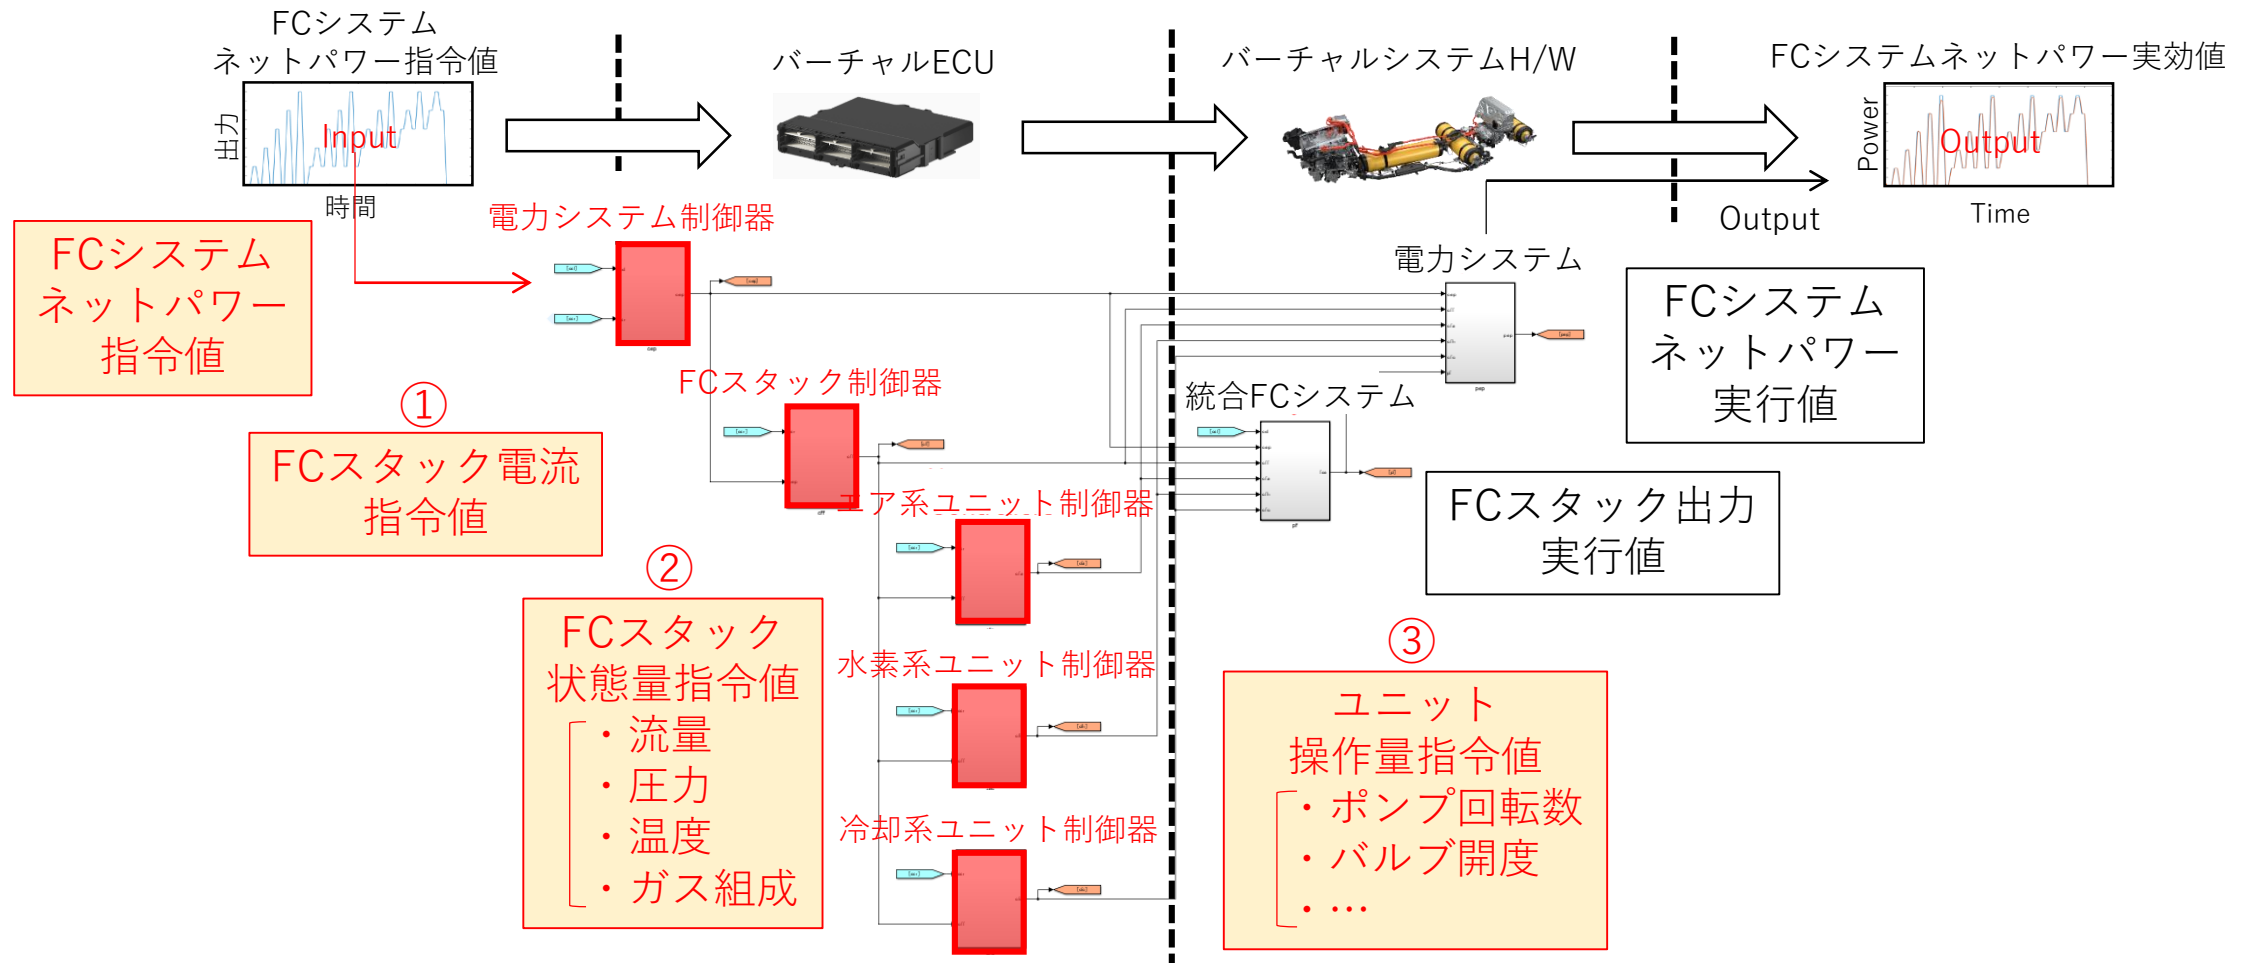 FCシステム
ネットパワー指令値
バーチャルECU
バーチャルシステムH/W
FCシステムネットパワー実効値
出力
Input
時間
Power
Output
Time
Output
FCシステム
ネットパワー
指令値
電力システム制御器
電力システム
FCシステム
ネットパワー
実行値
①
FCスタック電流
指令値
FCスタック制御器
統合FCシステム
FCスタック出力
実行値
エア系ユニット制御器
②
FCスタック
状態量指令値
・流量
・圧力
・温度
・ガス組成
水素系ユニット制御器
冷却系ユニット制御器
③
ユニット
操作量指令値
・ポンプ回転数
・バルブ開度
・…